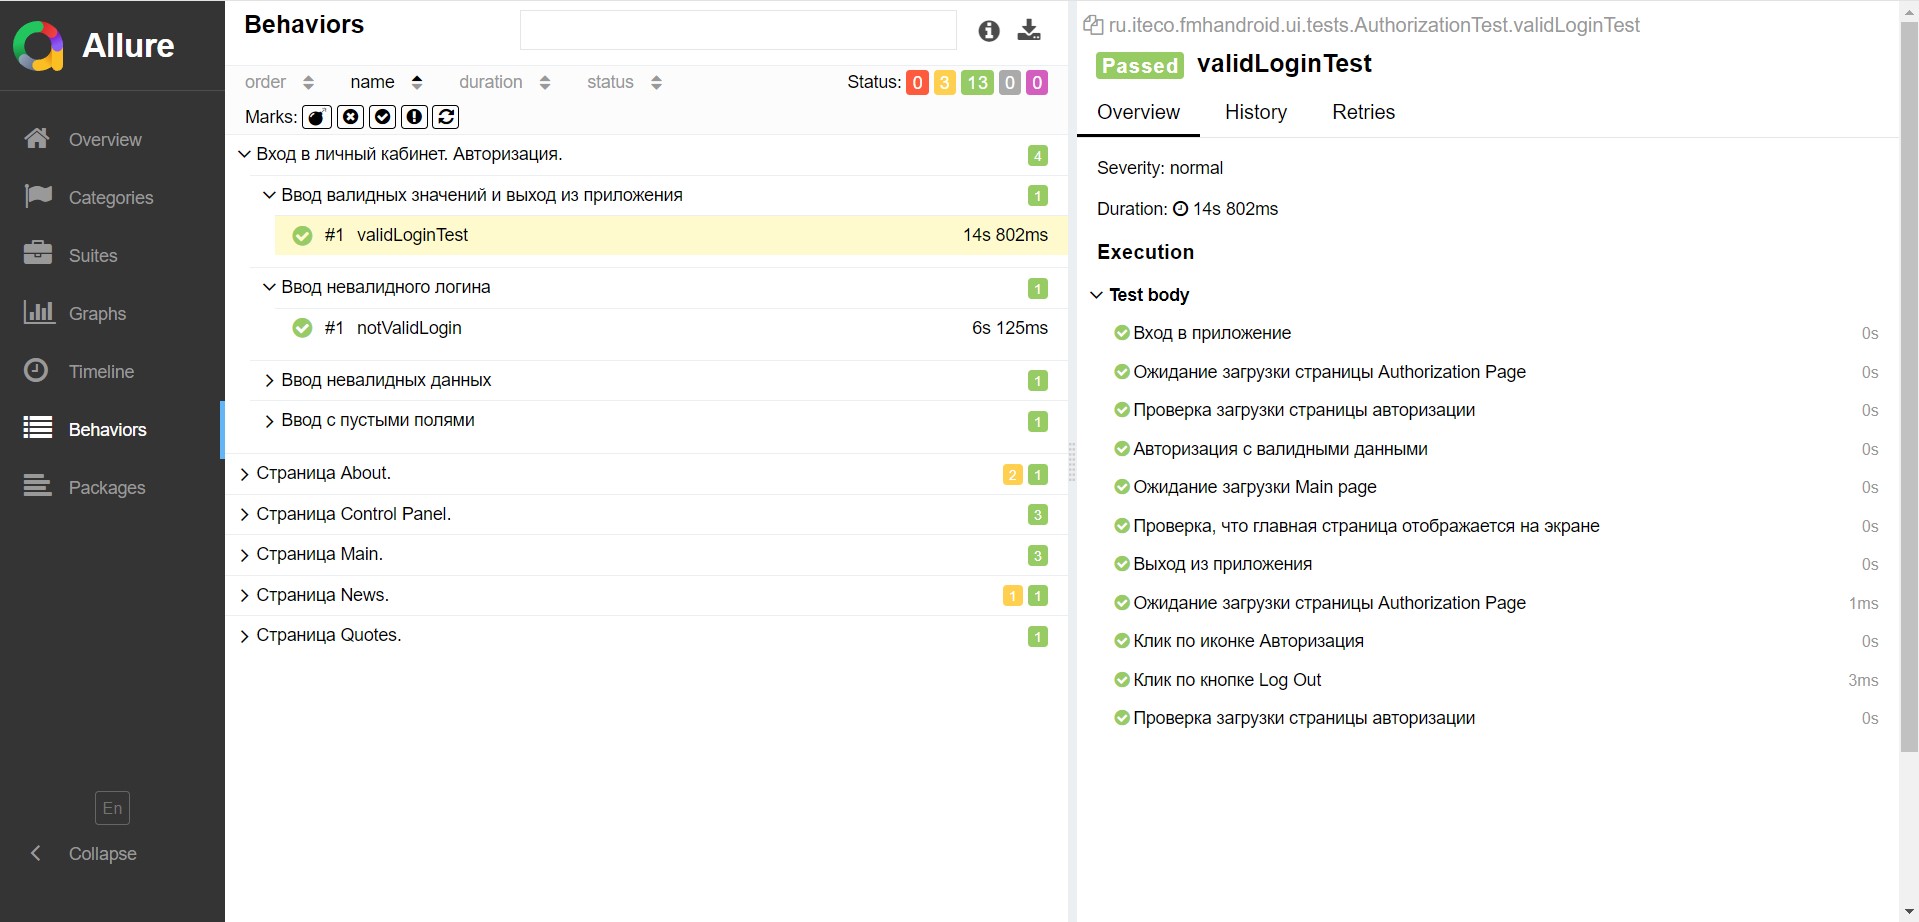 Allure
Overview
Categories
Suites
Graphs
Timeline
Behaviors
Packages
En
Collapse
Behaviors
order name duration status Status: 0 3 13 0 0
Marks:
Вход в личный кабинет. Авторизация. 4
Ввод валидных значений и выход из приложения 1
#1 validLoginTest 14s 802ms
Ввод невалидного логина 1
#1 notValidLogin 6s 125ms
Ввод невалидных данных 1
Ввод с пустыми полями 1
Страница About. 2 1
Страница Control Panel. 3
Страница Main. 3
Страница News. 1 1
Страница Quotes. 1
ru.iteco.fmhandroid.ui.tests.AuthorizationTest.validLoginTest
Passed validLoginTest
Overview History Retries
Severity: normal
Duration: 14s 802ms
Execution
Test body
Вход в приложение 0s
Ожидание загрузки страницы Authorization Page 0s
Проверка загрузки страницы авторизации 0s
Авторизация с валидными данными 0s
Ожидание загрузки Main page 0s
Проверка, что главная страница отображается на экране 0s
Выход из приложения 0s
Ожидание загрузки страницы Authorization Page 1ms
Клик по иконке Авторизация 0s
Клик по кнопке Log Out 3ms
Проверка загрузки страницы авторизации 0s